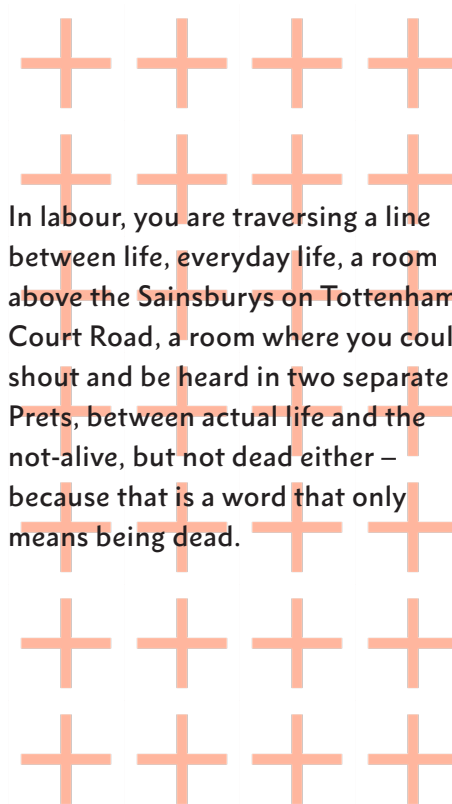 In labour, you are traversing a line
between life, everyday life, a room
above the Sainsburys on Tottenham
Court Road, a room where you coul
shout and be heard in two separate
Prets, between actual life and the
not-alive, but not dead either –
because that is a word that only
means being dead.